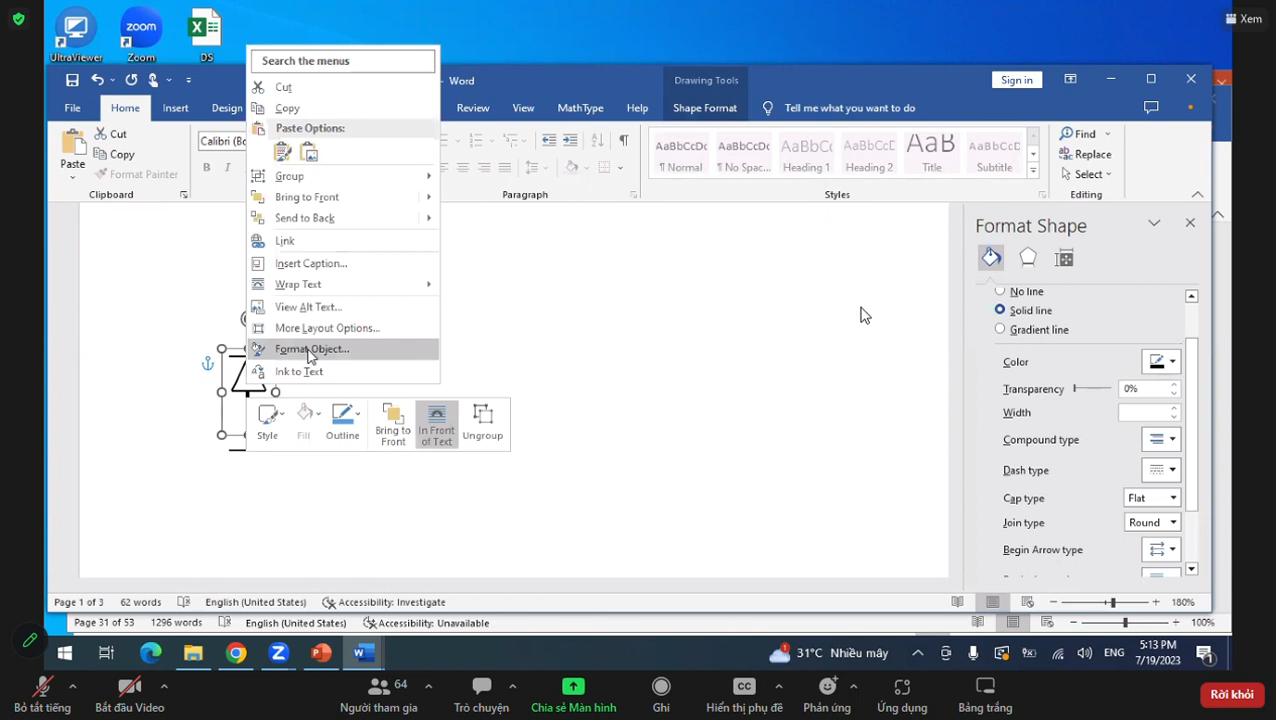 Xem
UltraViewer
Zoom
DS
Search the menus
Cut
Copy
Paste Options:
Group
Bring to Front
Send to Back
Link
Insert Caption...
Wrap Text
View Alt Text...
More Layout Options...
Format Object...
Ink to Text
Style
Fill
Outline
Bring to Front
In Front of Text
Ungroup
Word
Drawing Tools
Sign in
File
Home
Insert
Design
Review
View
MathType
Help
Shape Format
Tell me what you want to do
Paste
Cut
Copy
Format Painter
Clipboard
Calibri (Bo
B
I
Paragraph
AaBbCcDc
¶ Normal
AaBbCcDc
¶ No Spac...
AaBbCc
Heading 1
AaBbCcD
Heading 2
AaB
Title
AaBbCcD
Subtitle
Styles
Find
Replace
Select
Editing
Format Shape
No line
Solid line
Gradient line
Color
Transparency
0%
Width
Compound type
Dash type
Cap type
Flat
Join type
Round
Begin Arrow type
Page 1 of 3
62 words
English (United States)
Accessibility: Investigate
180%
Page 31 of 53
1296 words
English (United States)
Accessibility: Unavailable
100%
31°C Nhiều mây
ENG
5:13 PM
7/19/2023
1
Bỏ tắt tiếng
Bắt đầu Video
64
Người tham gia
Trò chuyện
Chia sẻ Màn hình
Ghi
CC
Hiển thị phụ đề
Phản ứng
Ứng dụng
Bảng trắng
Rời khỏi